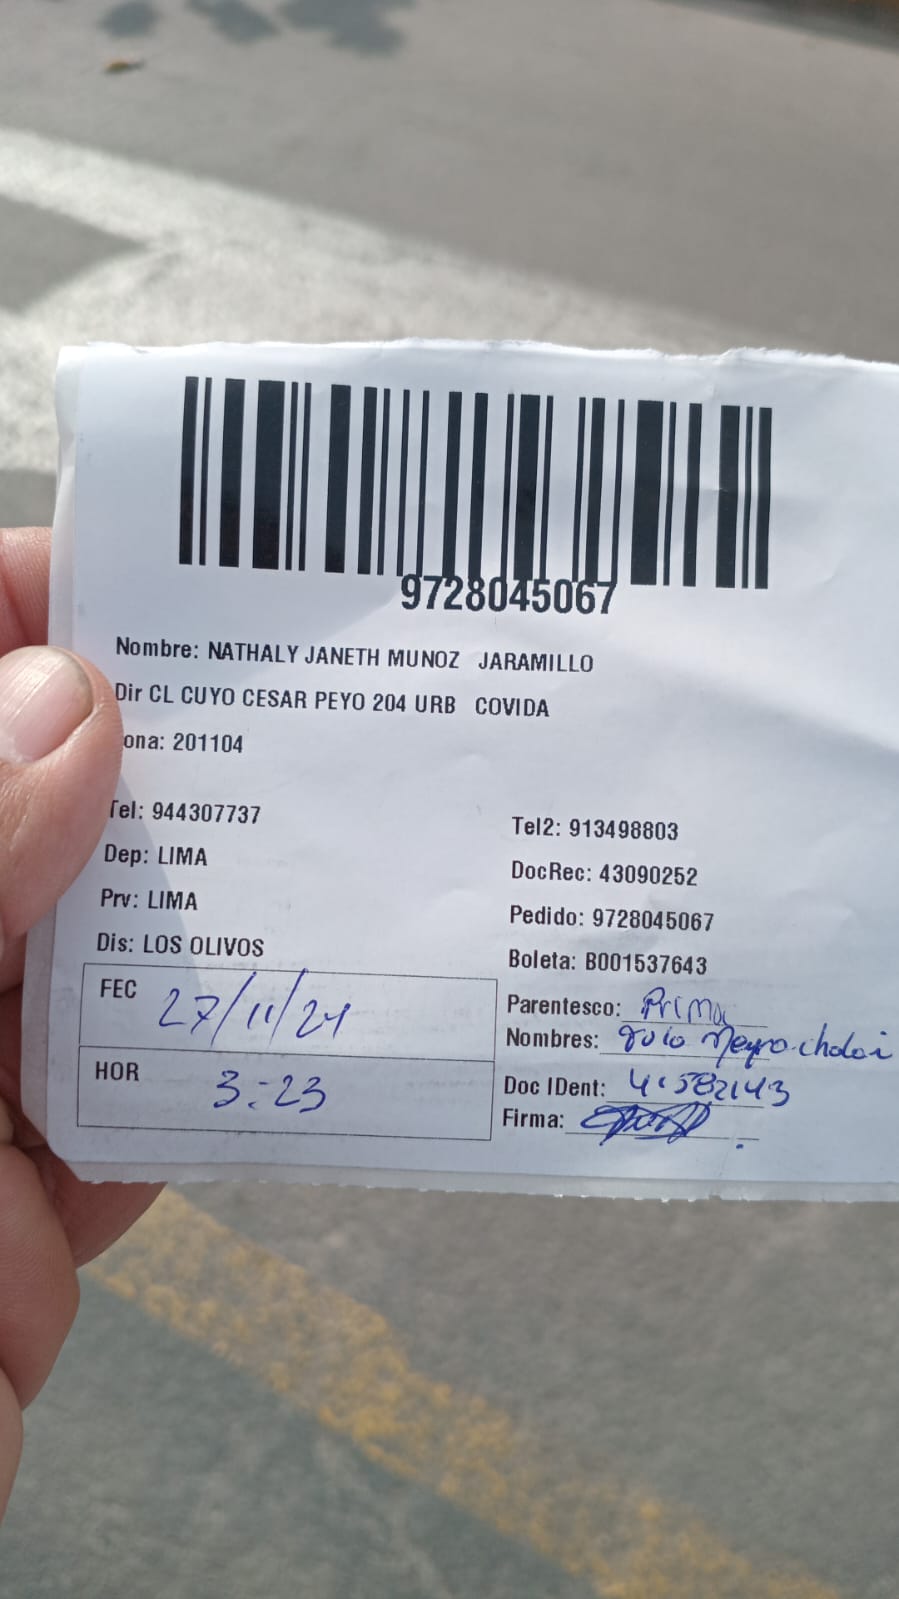 9728045067
Nombre: NATHALY JANETH MUNOZ JARAMILLO
Dir CL CUYO CESAR PEYO 204 URB COVIDA
ona: 201104
Tel: 944307737
Tel2: 913498803
Dep: LIMA
DocRec: 43090252
Prv: LIMA
Pedido: 9728045067
Dis: LOS OLIVOS
Boleta: B001537643
FEC 27/11/24
Parentesco: Prima
Nombres:
HOR 3:23
Doc IDent: 41582143
Firma: